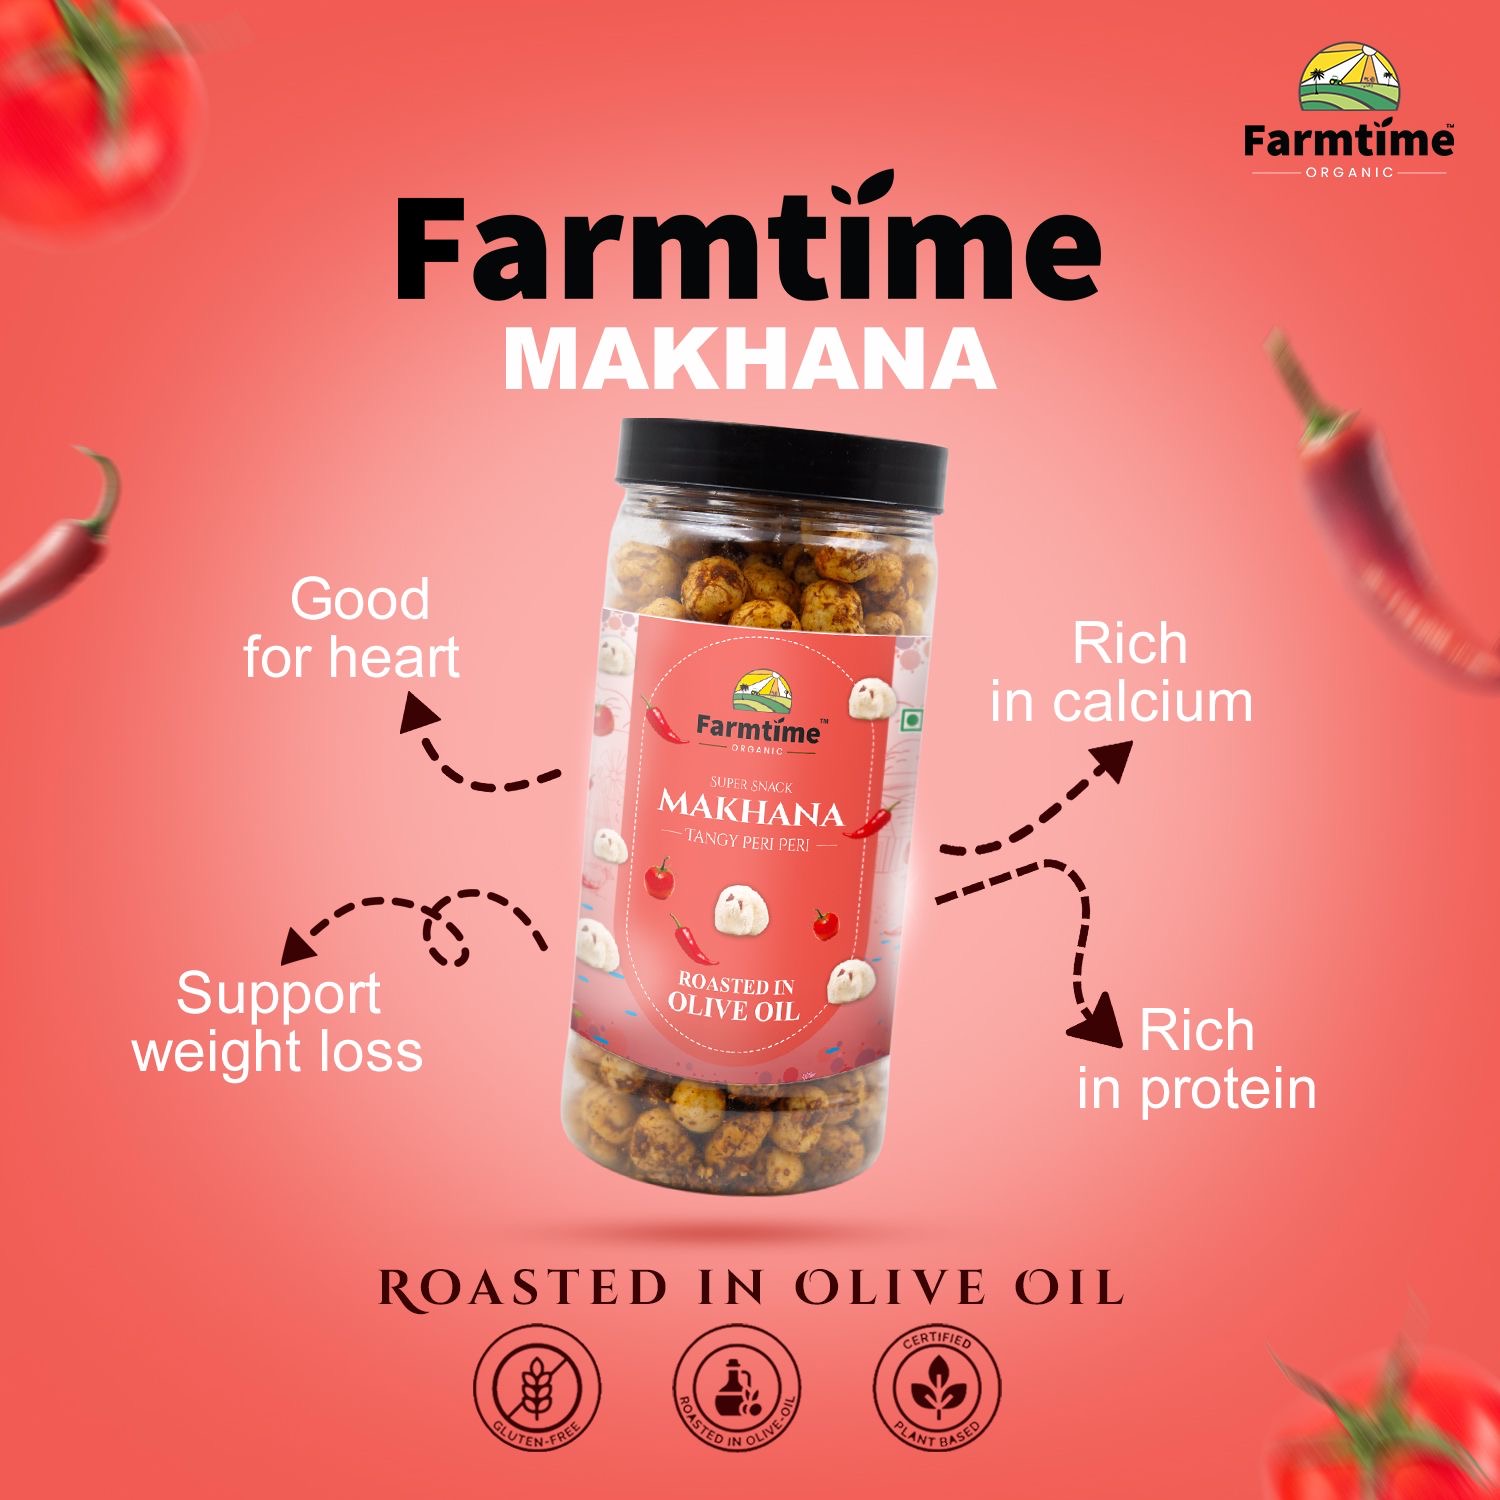 Farmtime™
ORGANIC
Farmtime
MAKHANA
Good
for heart
Rich
in calcium
Farmtime™
ORGANIC
SUPER SNACK
MAKHANA
TANGY PERI PERI
ROASTED IN
OLIVE OIL
Support
weight loss
Rich
in protein
ROASTED IN OLIVE OIL
GLUTEN-FREE
ROASTED IN OLIVE-OIL
CERTIFIED
PLANT BASED